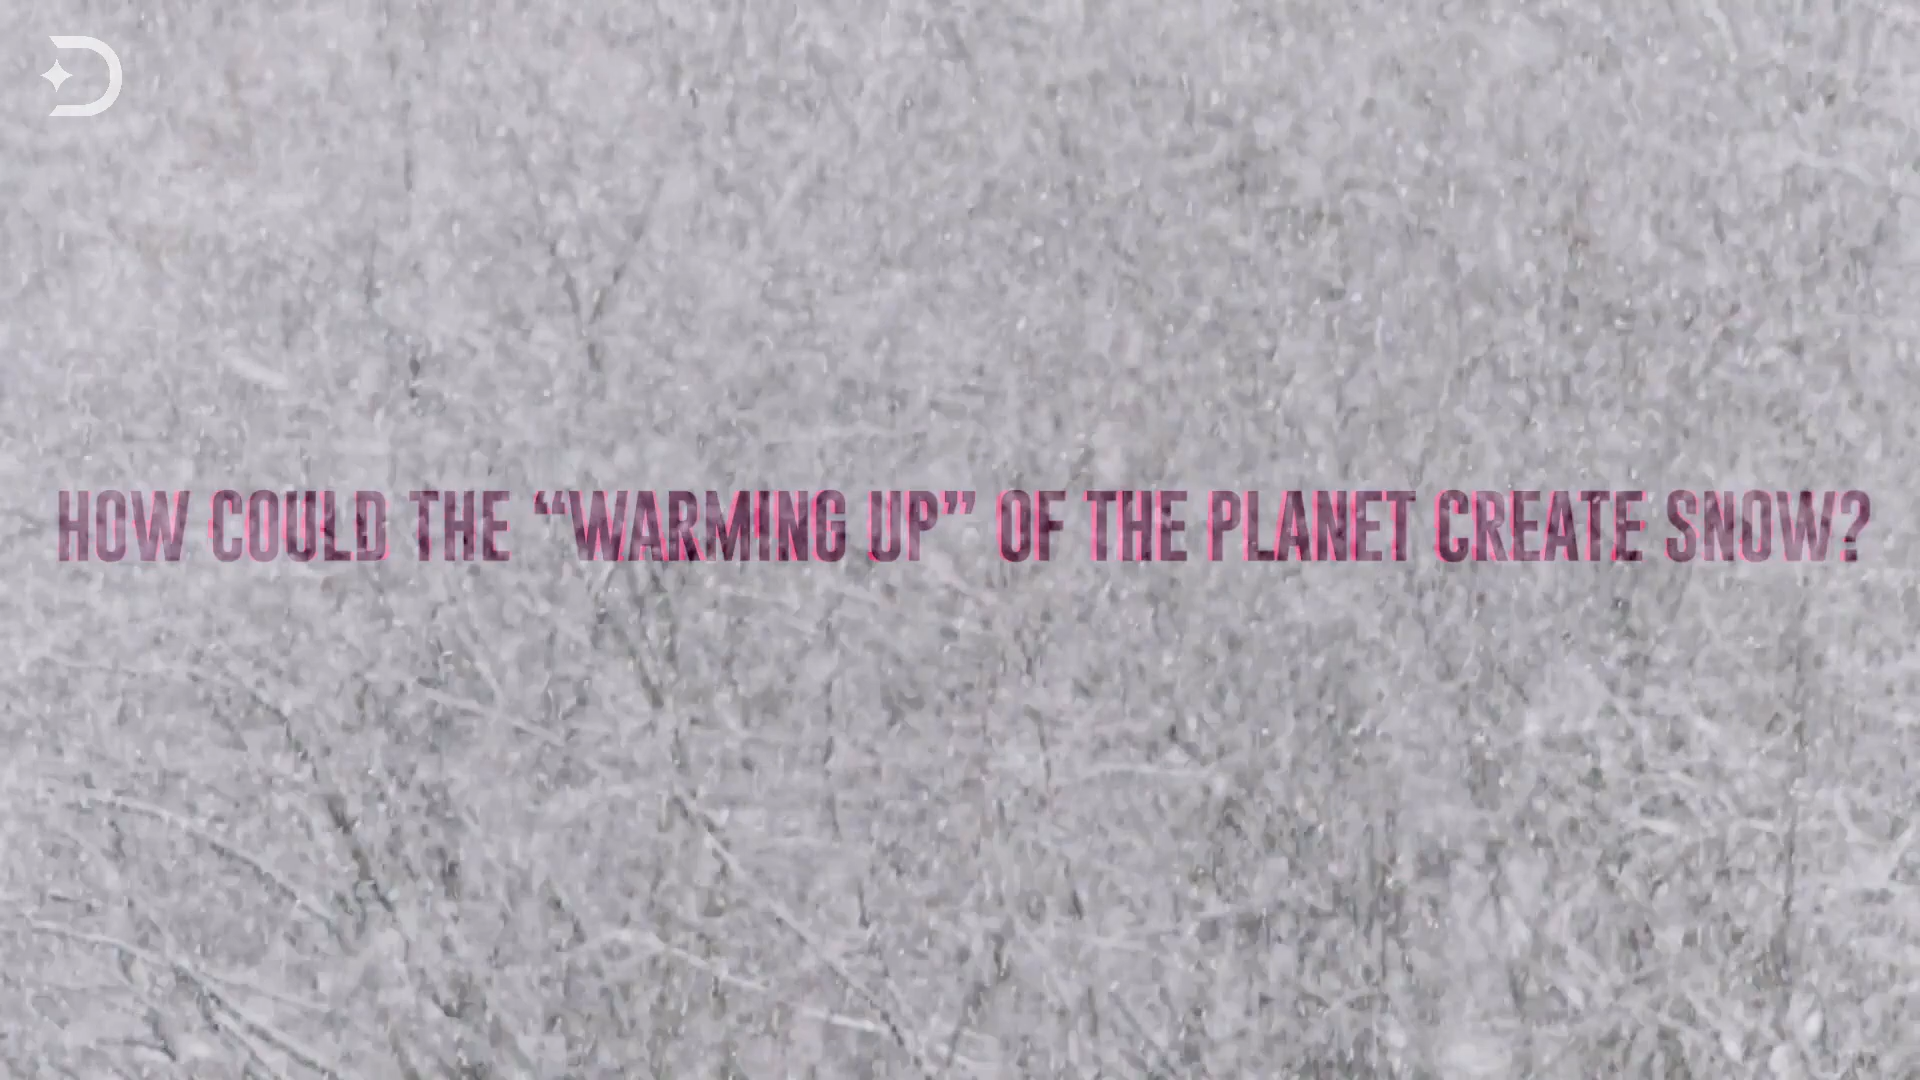 HOW COULD THE “WARMING UP” OF THE PLANET CREATE SNOW?